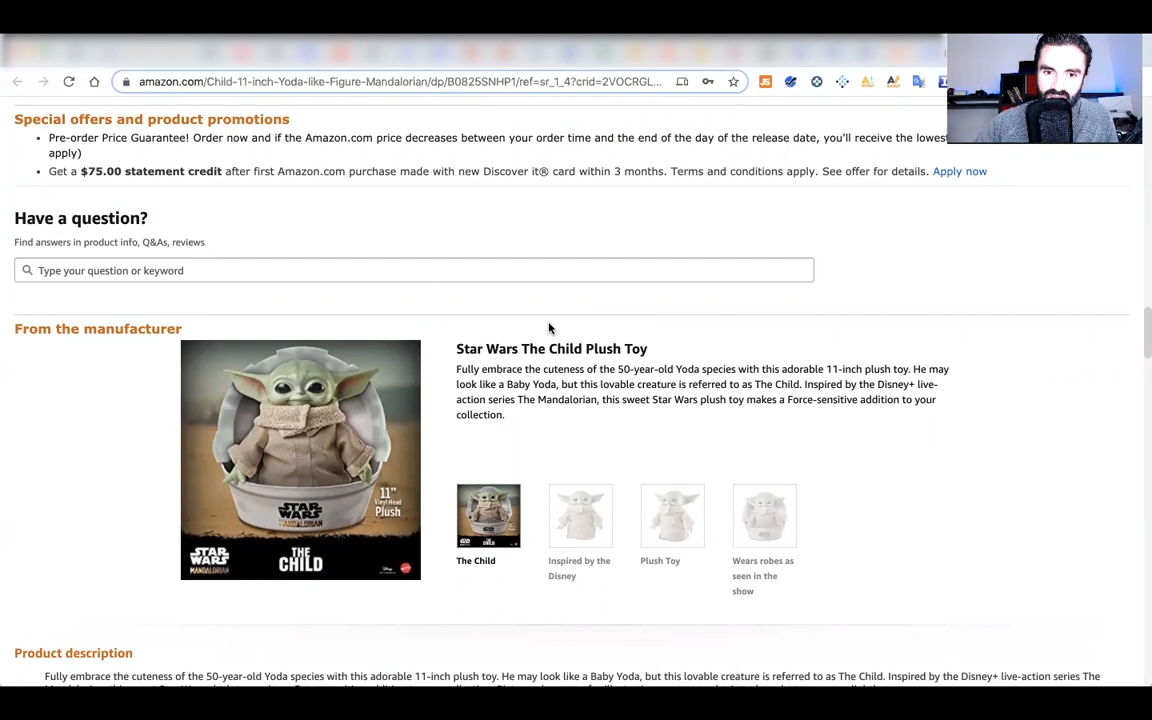 amazon.com/Child-11-inch-Yoda-like-Figure-Mandalorian/dp/B0825SNHP1/ref=sr_1_4?crid=2VOCRGL...
Special offers and product promotions
Pre-order Price Guarantee! Order now and if the Amazon.com price decreases between your order time and the end of the day of the release date, you'll receive the lowest
apply)
Get a $75.00 statement credit after first Amazon.com purchase made with new Discover it® card within 3 months. Terms and conditions apply. See offer for details. Apply now
Have a question?
Find answers in product info, Q&As, reviews
Type your question or keyword
From the manufacturer
11"
Vinyl Head
Plush
STAR
WARS
MANDALORIAN
STAR
WARS
MANDALORIAN
THE
CHILD
Disney
Star Wars The Child Plush Toy
Fully embrace the cuteness of the 50-year-old Yoda species with this adorable 11-inch plush toy. He may
look like a Baby Yoda, but this lovable creature is referred to as The Child. Inspired by the Disney+ live-
action series The Mandalorian, this sweet Star Wars plush toy makes a Force-sensitive addition to your
collection.
The Child
Inspired by the
Disney
Plush Toy
Wears robes as
seen in the
show
Product description
Fully embrace the cuteness of the 50-year-old Yoda species with this adorable 11-inch plush toy. He may look like a Baby Yoda, but this lovable creature is referred to as The Child. Inspired by the Disney+ live-action series The